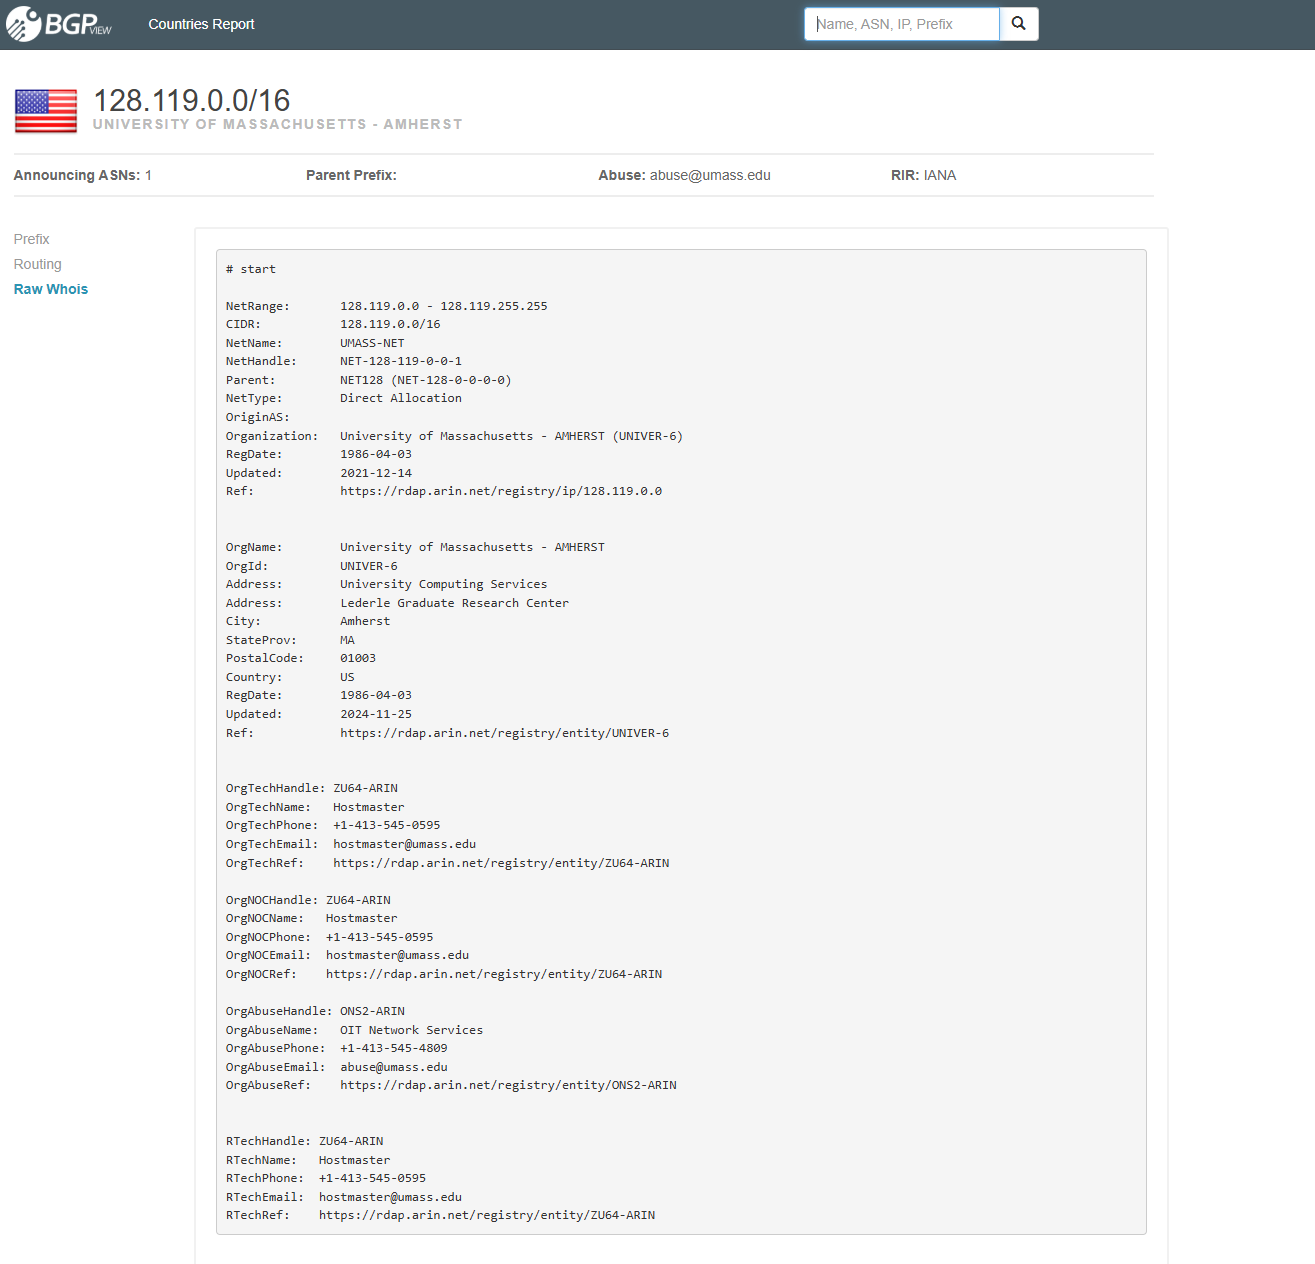 BGPVIEW Countries Report Name, ASN, IP, Prefix
128.119.0.0/16
UNIVERSITY OF MASSACHUSETTS - AMHERST
Announcing ASNs: 1 Parent Prefix: Abuse: abuse@umass.edu RIR: IANA
Prefix
Routing
Raw Whois
# start
NetRange: 128.119.0.0 - 128.119.255.255
CIDR: 128.119.0.0/16
NetName: UMASS-NET
NetHandle: NET-128-119-0-0-1
Parent: NET128 (NET-128-0-0-0-0)
NetType: Direct Allocation
OriginAS:
Organization: University of Massachusetts - AMHERST (UNIVER-6)
RegDate: 1986-04-03
Updated: 2021-12-14
Ref: https://rdap.arin.net/registry/ip/128.119.0.0
OrgName: University of Massachusetts - AMHERST
OrgId: UNIVER-6
Address: University Computing Services
Address: Lederle Graduate Research Center
City: Amherst
StateProv: MA
PostalCode: 01003
Country: US
RegDate: 1986-04-03
Updated: 2024-11-25
Ref: https://rdap.arin.net/registry/entity/UNIVER-6
OrgTechHandle: ZU64-ARIN
OrgTechName: Hostmaster
OrgTechPhone: +1-413-545-0595
OrgTechEmail: hostmaster@umass.edu
OrgTechRef: https://rdap.arin.net/registry/entity/ZU64-ARIN
OrgNOCHandle: ZU64-ARIN
OrgNOCName: Hostmaster
OrgNOCPhone: +1-413-545-0595
OrgNOCEmail: hostmaster@umass.edu
OrgNOCRef: https://rdap.arin.net/registry/entity/ZU64-ARIN
OrgAbuseHandle: ONS2-ARIN
OrgAbuseName: OIT Network Services
OrgAbusePhone: +1-413-545-4809
OrgAbuseEmail: abuse@umass.edu
OrgAbuseRef: https://rdap.arin.net/registry/entity/ONS2-ARIN
RTechHandle: ZU64-ARIN
RTechName: Hostmaster
RTechPhone: +1-413-545-0595
RTechEmail: hostmaster@umass.edu
RTechRef: https://rdap.arin.net/registry/entity/ZU64-ARIN